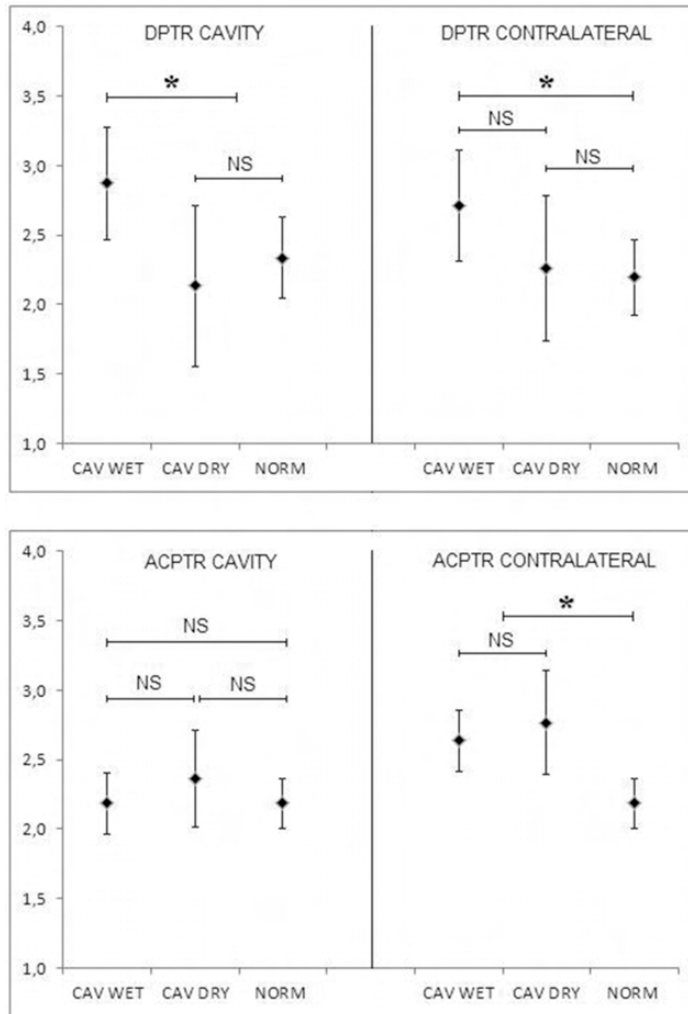 4,0
DPTR CAVITY
DPTR CONTRALATERAL
3,5
*
*
NS
NS
NS
3,0
2,5
2,0
1,5
1,0
CAV WET CAV DRY NORM
CAV WET CAV DRY NORM
4,0
ACPTR CAVITY
ACPTR CONTRALATERAL
3,5
NS
*
NS
3,0
NS
NS
2,5
2,0
1,5
1,0
CAV WET CAV DRY NORM
CAV WET CAV DRY NORM